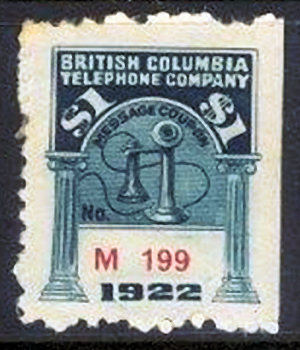 BRITISH COLUMBIA
TELEPHONE COMPANY
$1 $1
MESSAGE COUPON
No.
M 199
1922